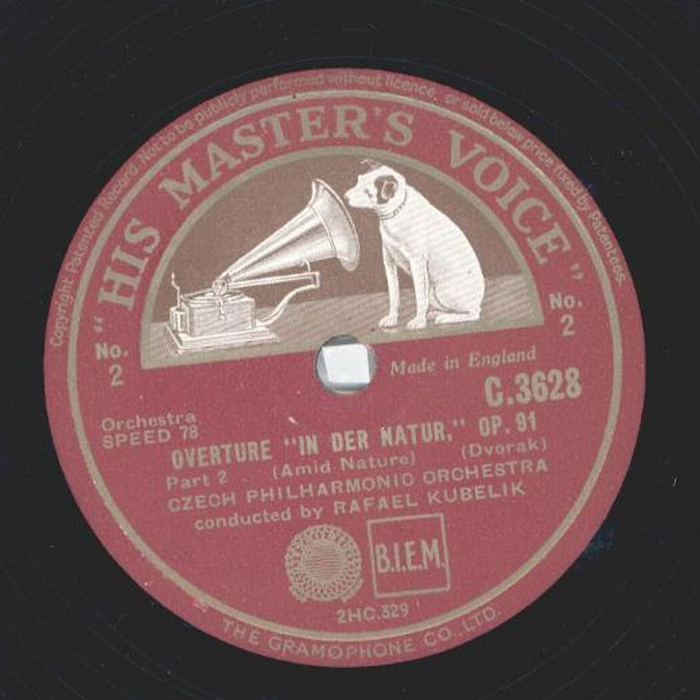 Copyright Patented Record. Not to be publicly performed without licence, or sold below price fixed by Patentees.
"HIS MASTER'S VOICE"
No. 2
No. 2
Made in England
C.3628
Orchestra
SPEED 78
OVERTURE "IN DER NATUR," OP. 91
Part 2 (Amid Nature) (Dvorak)
CZECH PHILHARMONIC ORCHESTRA
conducted by RAFAEL KUBELIK
B.I.E.M.
2HC.329
THE GRAMOPHONE CO., LTD.